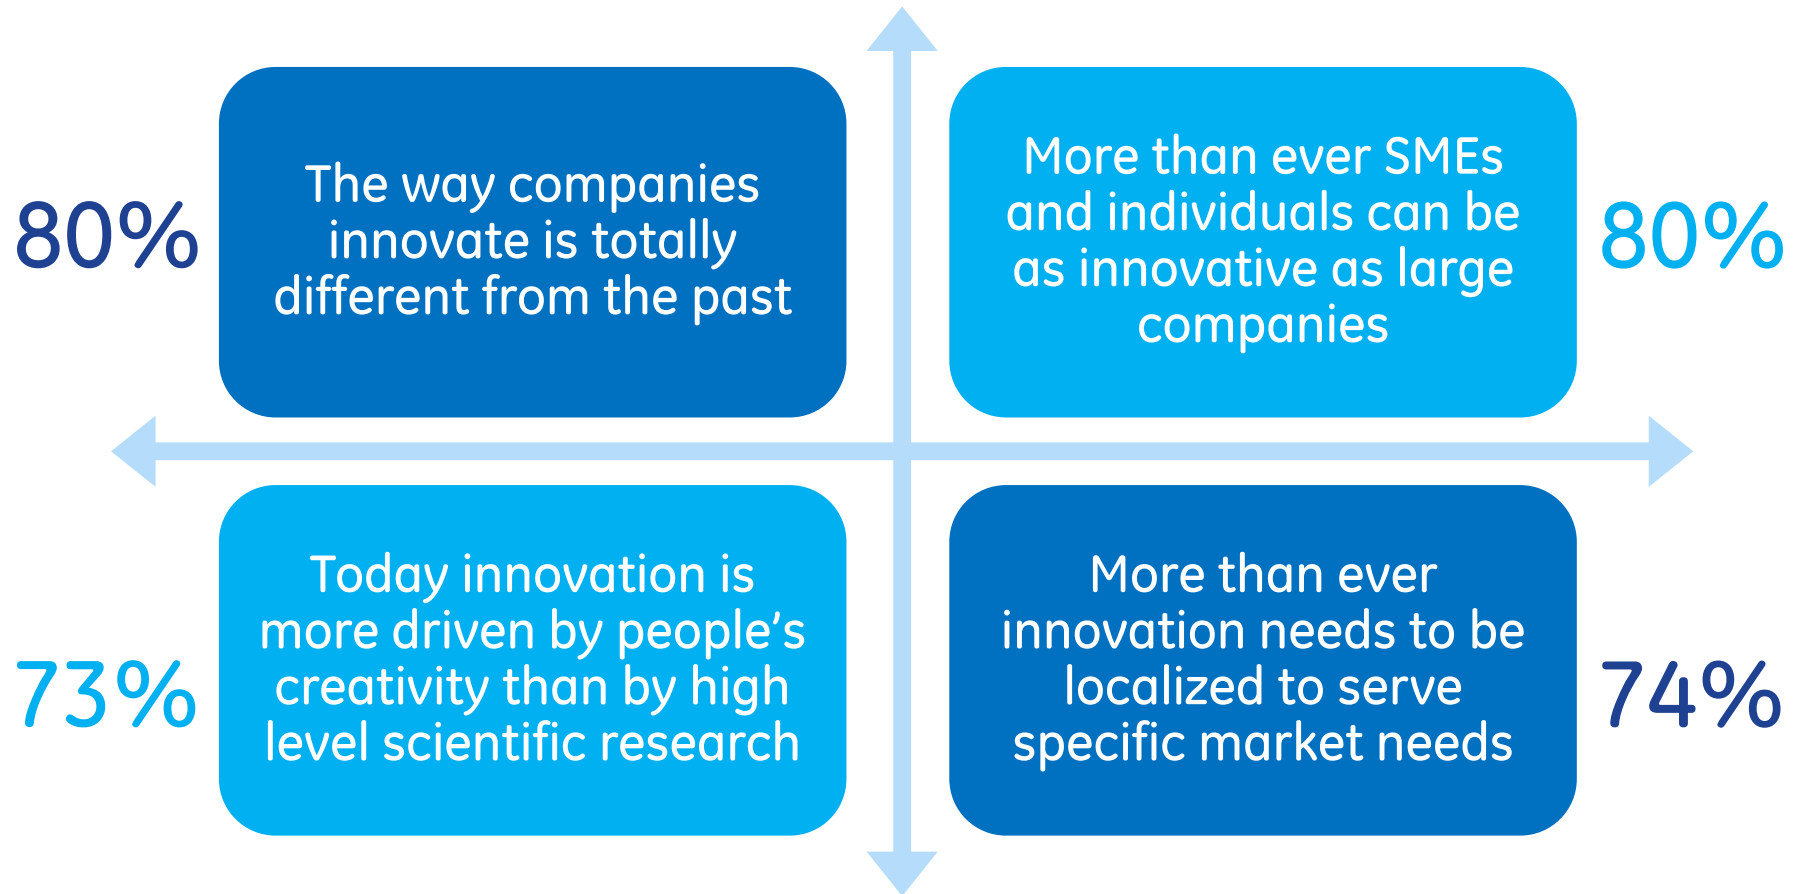 80%
The way companies
innovate is totally
different from the past
More than ever SMEs
and individuals can be
as innovative as large
companies
80%
73%
Today innovation is
more driven by people’s
creativity than by high
level scientific research
More than ever
innovation needs to be
localized to serve
specific market needs
74%